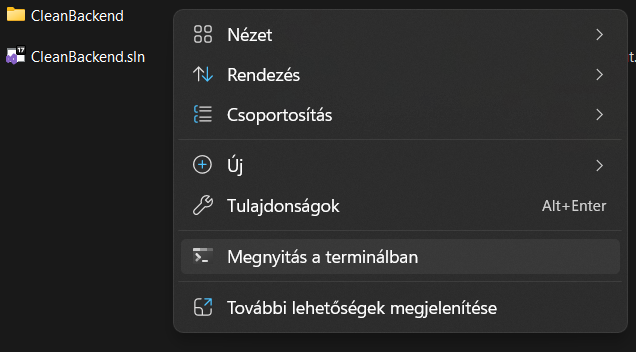 CleanBackend
CleanBackend.sln
Nézet
Rendezés
Csoportosítás
Új
Tulajdonságok Alt+Enter
Megnyitás a terminálban
További lehetőségek megjelenítése